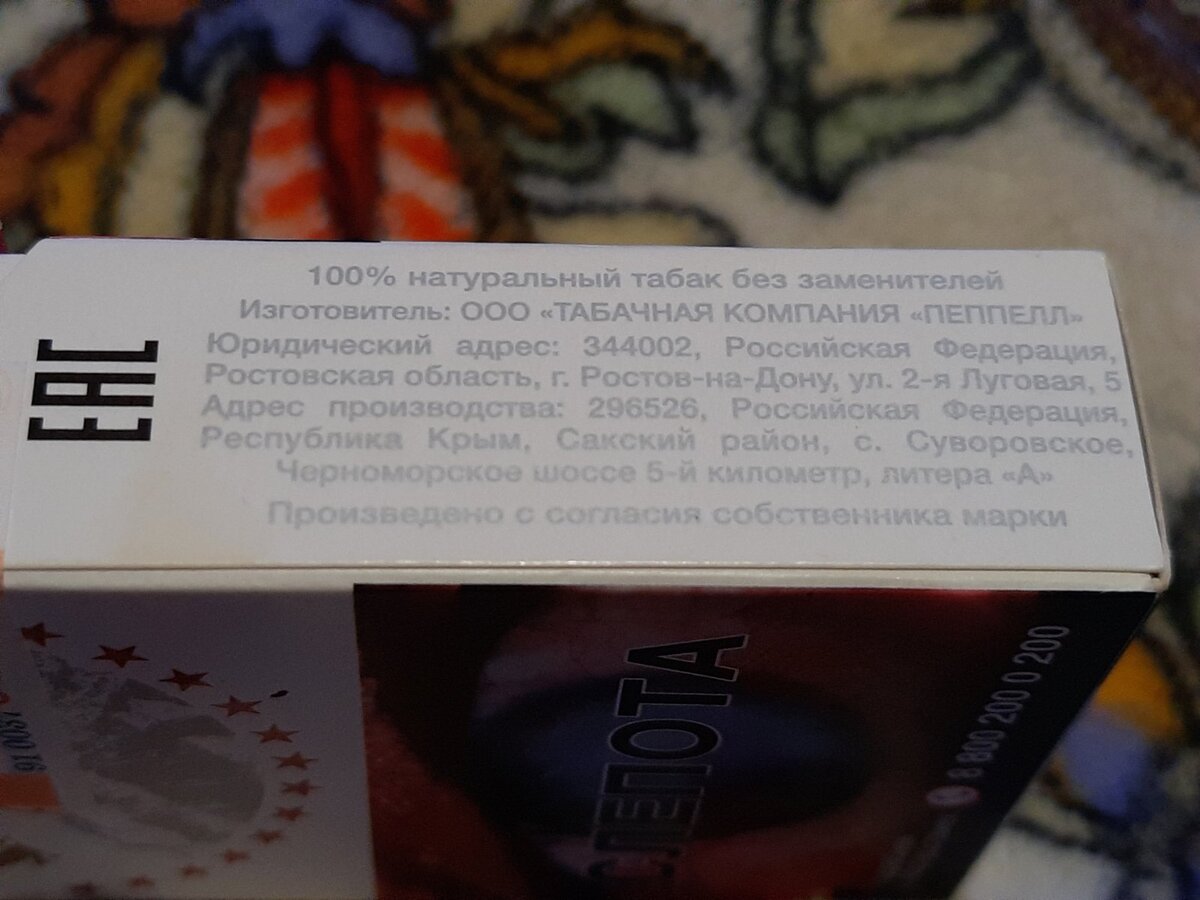 100% натуральный табак без заменителей
Изготовитель: ООО «ТАБАЧНАЯ КОМПАНИЯ «ПЕППЕЛЛ»
Юридический адрес: 344002, Российская Федерация,
Ростовская область, г. Ростов-на-Дону, ул. 2-я Луговая, 5
Адрес производства: 296526, Российская Федерация,
Республика Крым, Сакский район, с. Суворовское,
Черноморское шоссе 5-й километр, литера «А»
Произведено с согласия собственника марки
ЕАС
СЛЕПОТА
8 800 200 0 200